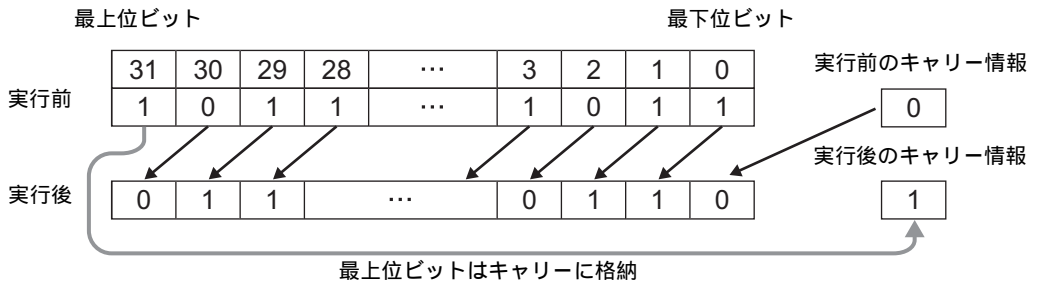 最上位ビット 最下位ビット
31 30 29 28 … 3 2 1 0 実行前のキャリー情報
実行前 1 0 1 1 … 1 0 1 1 0
実行後のキャリー情報
実行後 0 1 1 … 0 1 1 0 1
最上位ビットはキャリーに格納